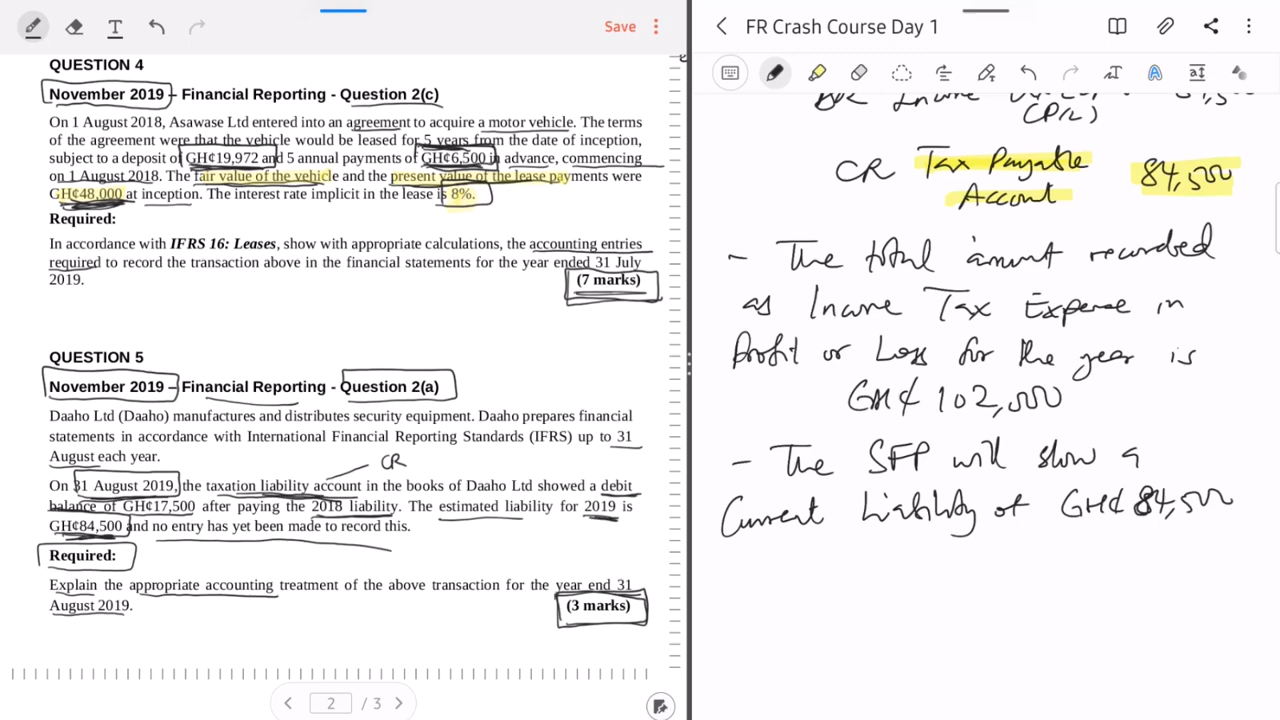 Save
QUESTION 4
November 2019 – Financial Reporting - Question 2(c)
On 1 August 2018, Asawase Ltd entered into an agreement to acquire a motor vehicle. The terms
of the agreement were that the vehicle would be leased for 5 years from the date of inception,
subject to a deposit of GH¢19,972 and 5 annual payments of GH¢6,500 in advance, commencing
on 1 August 2018. The fair value of the vehicle and the present value of the lease payments were
GH¢48,000 at inception. The interest rate implicit in the lease is 8%.
Required:
In accordance with IFRS 16: Leases, show with appropriate calculations, the accounting entries
required to record the transaction above in the financial statements for the year ended 31 July
2019.
(7 marks)
QUESTION 5
November 2019 – Financial Reporting - Question 2(a)
Daaho Ltd (Daaho) manufactures and distributes security equipment. Daaho prepares financial
statements in accordance with International Financial Reporting Standards (IFRS) up to 31
August each year.
CR
On 31 August 2019, the taxation liability account in the books of Daaho Ltd showed a debit
balance of GH¢17,500 after paying the 2018 liability. The estimated liability for 2019 is
GH¢84,500 and no entry has yet been made to record this.
Required:
Explain the appropriate accounting treatment of the above transaction for the year end 31
August 2019.
(3 marks)
2 / 3
FR Crash Course Day 1
(P/L)
CR Tax Payable 84,500
Account
- The total amount recorded
as Income Tax Expense in
Profit or Loss for the year is
GH¢ 102,000
- The SFP will show a
Current Liability of GH¢ 84,500